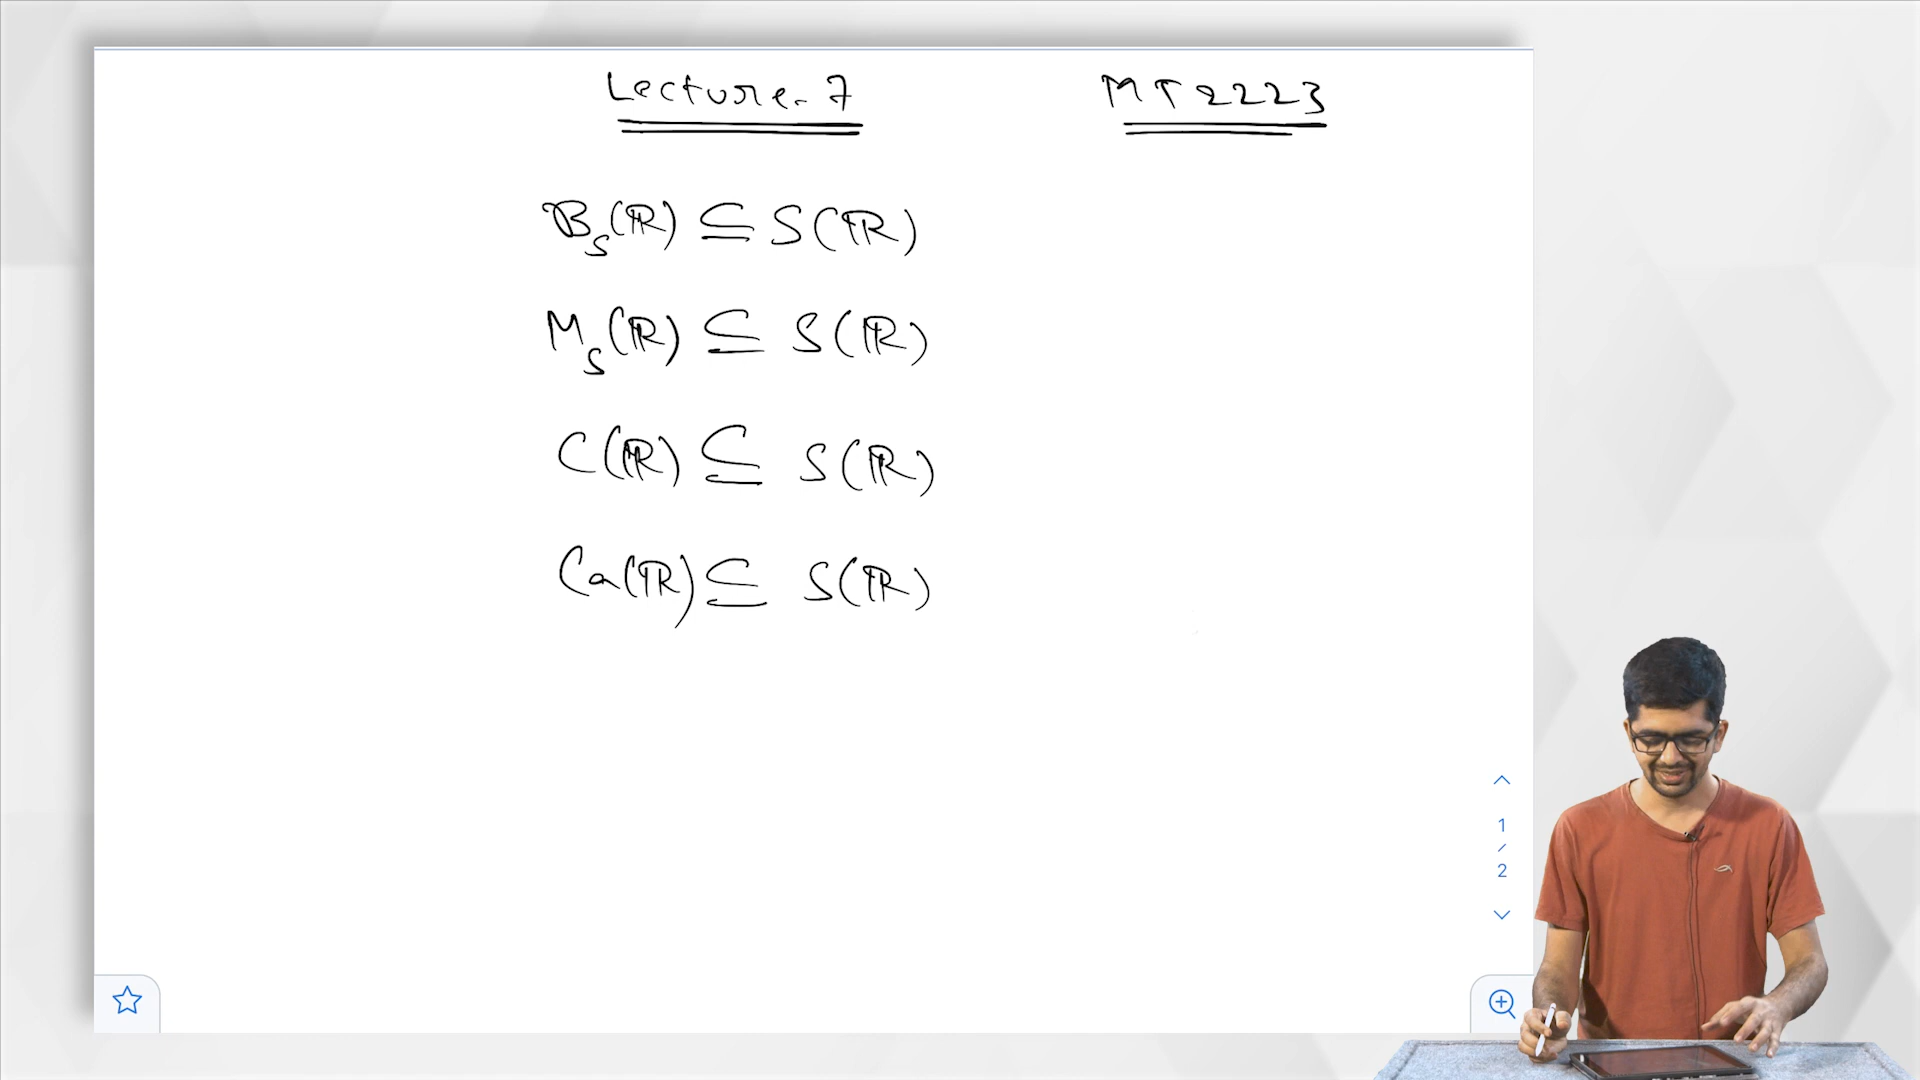 Lecture-7 MT2223
B_S(ℝ) ⊆ S(ℝ)
M_S(ℝ) ⊆ S(ℝ)
C(ℝ) ⊆ S(ℝ)
Ca(ℝ) ⊆ S(ℝ)
1
/
2